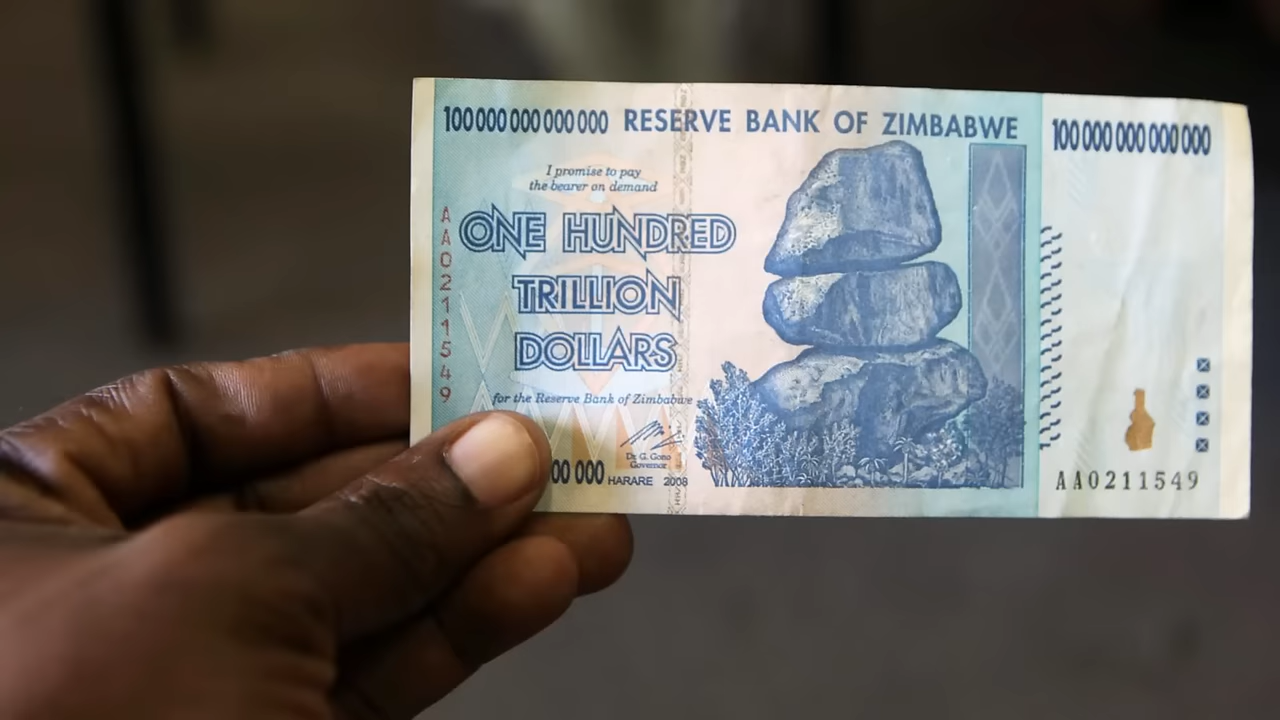 100 000 000 000 000 RESERVE BANK OF ZIMBABWE 100 000 000 000 000
I promise to pay
the bearer on demand
ONE HUNDRED
TRILLION
DOLLARS
for the Reserve Bank of Zimbabwe
Dr. G. Gono
Governor
00 000 HARARE 2008
AA0211549
AA0211549